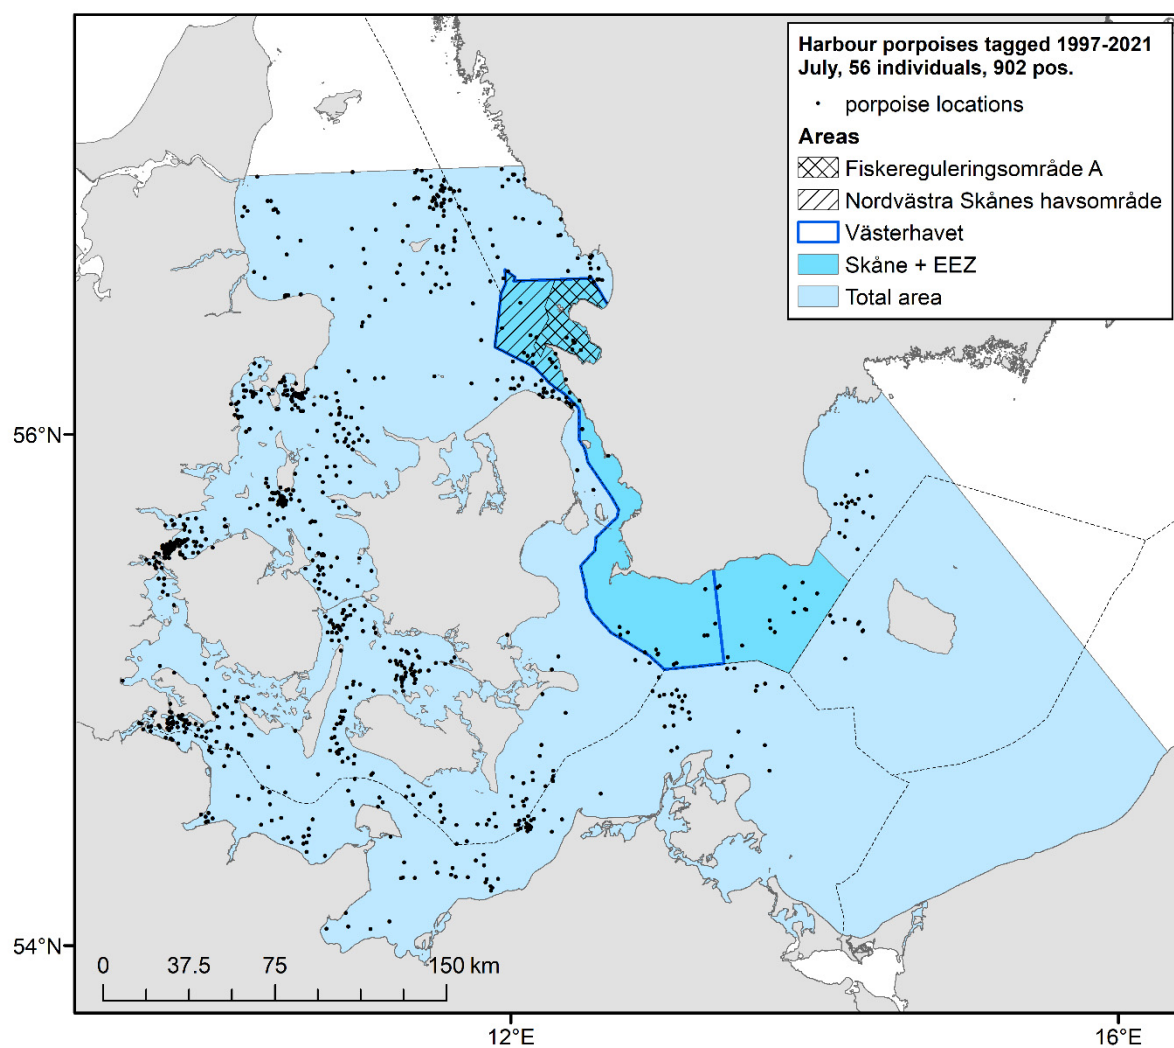 Harbour porpoises tagged 1997-2021
July, 56 individuals, 902 pos.
porpoise locations
Areas
Fiskereguleringsområde A
Nordvästra Skånes havsområde
Västerhavet
Skåne + EEZ
Total area
56°N
54°N
0 37.5 75 150 km
12°E 16°E